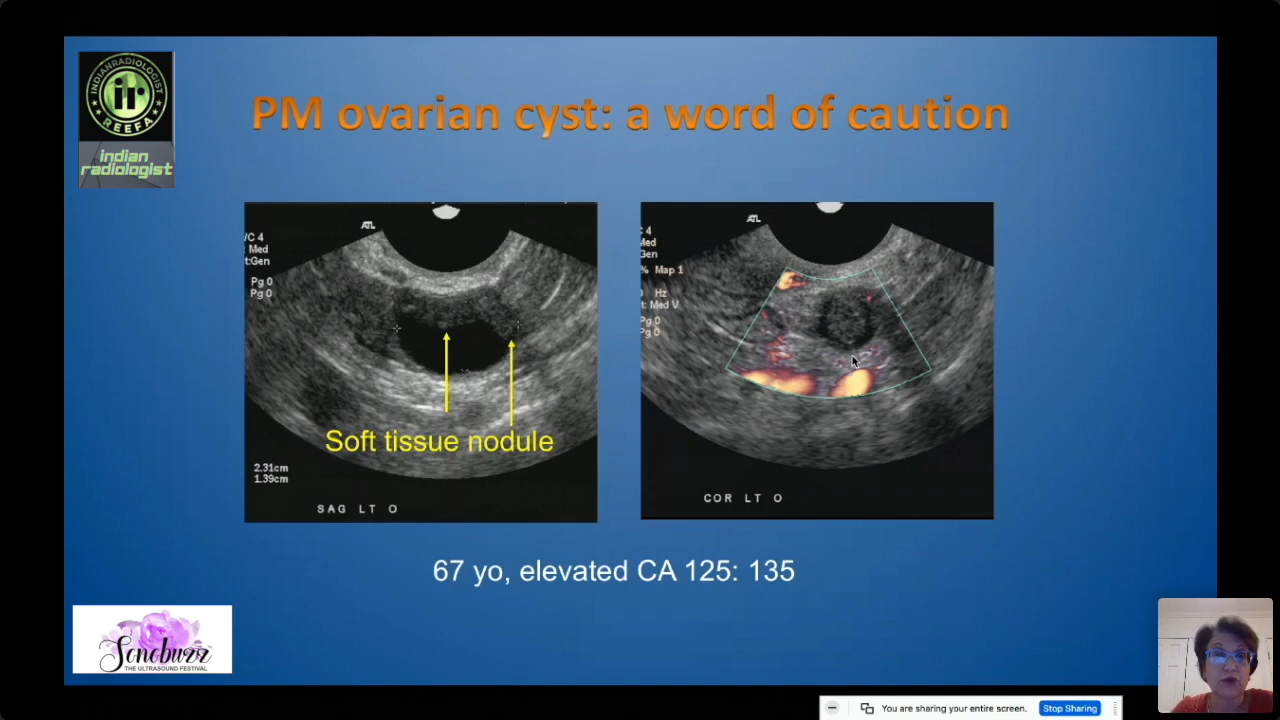 INDIANRADIOLOGIST
ir
REEFA
indian
radiologist
PM ovarian cyst: a word of caution
ATL
/C 4
Med
:Gen
Pg 0
Pg 0
Soft tissue nodule
2.31cm
1.39cm
SAG LT O
ATL
C 4
Med
Gen
% Map 1
Hz
t: Med V
Pg 0
Pg 0
COR LT O
67 yo, elevated CA 125: 135
Sonobuzz
THE ULTRASOUND FESTIVAL
You are sharing your entire screen.
Stop Sharing